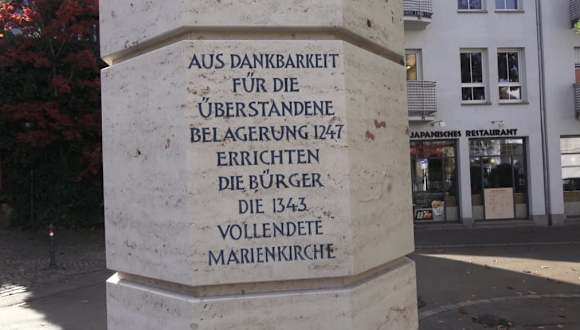 AUS DANKBARKEIT
FÜR DIE
ÜBERSTANDENE
BELAGERUNG 1247
ERRICHTEN
DIE BÜRGER
DIE 1343
VOLLENDETE
MARIENKIRCHE
JAPANISCHES RESTAURANT